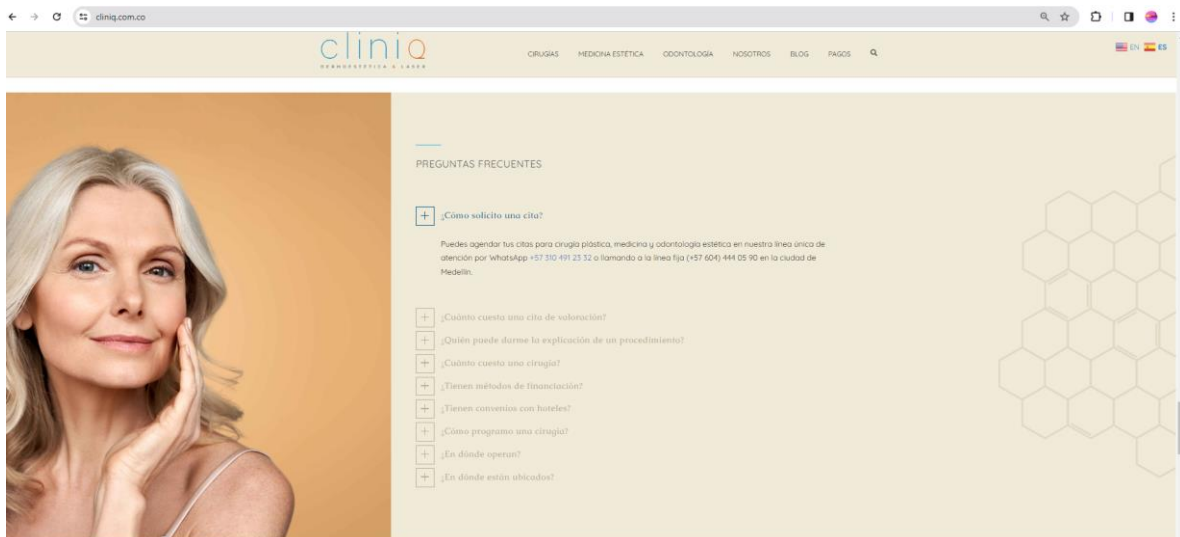 cliniq.com.co
cliniQ
DERMOESTÉTICA & LÁSER
CIRUGÍAS MEDICINA ESTÉTICA ODONTOLOGÍA NOSOTROS BLOG PAGOS
EN ES
PREGUNTAS FRECUENTES
+ ¿Cómo solicito una cita?
Puedes agendar tus citas para cirugía plástica, medicina y odontología estética en nuestra línea única de
atención por WhatsApp +57 310 491 23 32 o llamando a la línea fija (+57 604) 444 05 90 en la ciudad de
Medellín.
+ ¿Cuánto cuesta una cita de valoración?
+ ¿Quién puede darme la explicación de un procedimiento?
+ ¿Cuánto cuesta una cirugía?
+ ¿Tienen métodos de financiación?
+ ¿Tienen convenios con hoteles?
+ ¿Cómo programo una cirugía?
+ ¿En dónde operan?
+ ¿En dónde están ubicados?